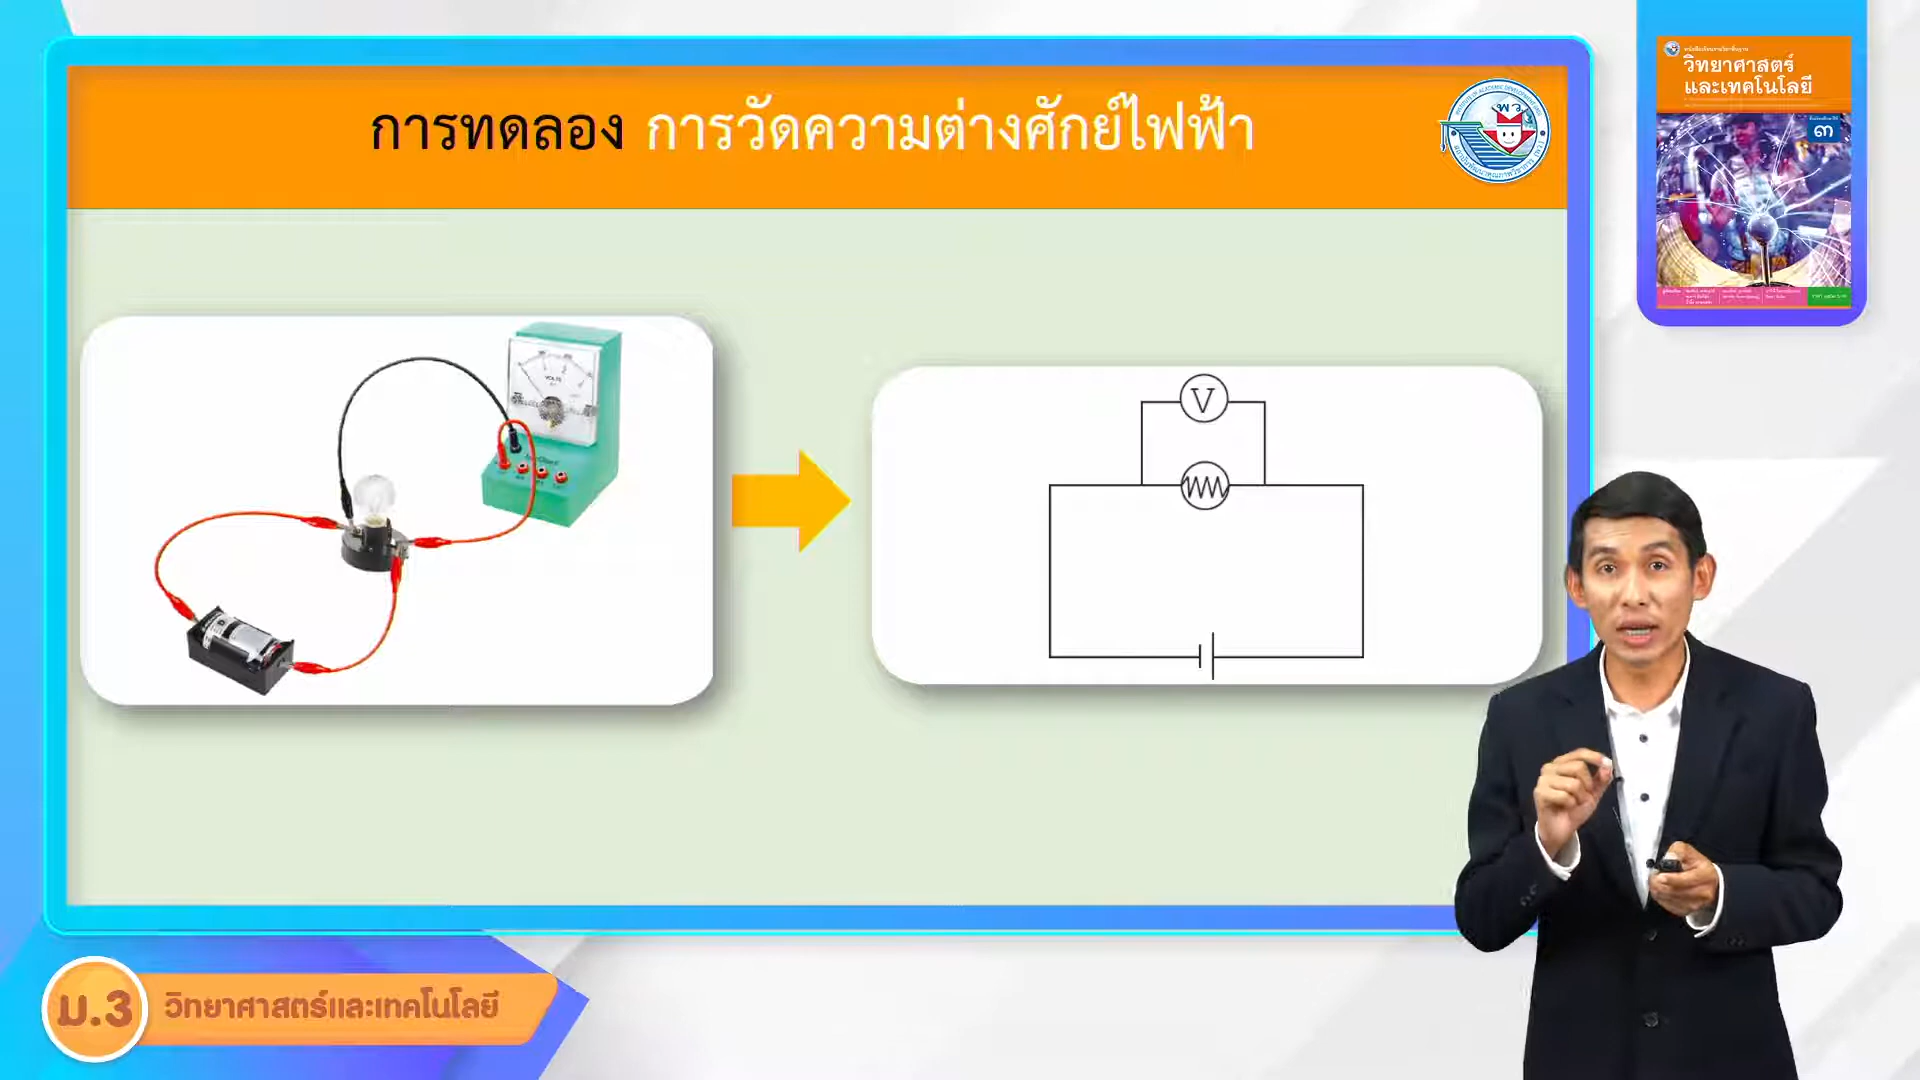 การทดลอง การวัดความต่างศักย์ไฟฟ้า
พว
วิทยาศาสตร์
และเทคโนโลยี
๓
VOLTS
V
ม.3
วิทยาศาสตร์และเทคโนโลยี